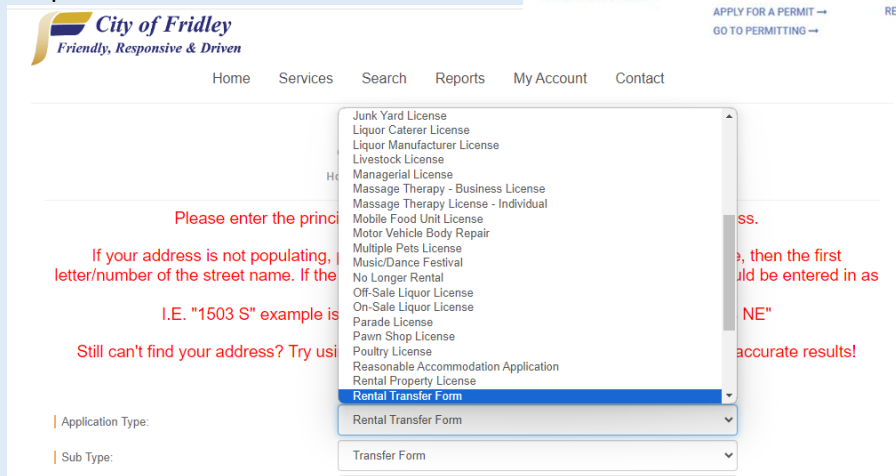 APPLY FOR A PERMIT →
GO TO PERMITTING →
City of Fridley
Friendly, Responsive & Driven
Home Services Search Reports My Account Contact
Junk Yard License
Liquor Caterer License
Liquor Manufacturer License
Livestock License
Managerial License
Massage Therapy - Business License
Massage Therapy License - Individual
Mobile Food Unit License
Motor Vehicle Body Repair
Multiple Pets License
Music/Dance Festival
No Longer Rental
Off-Sale Liquor License
On-Sale Liquor License
Parade License
Pawn Shop License
Poultry License
Reasonable Accommodation Application
Rental Property License
Rental Transfer Form
Please enter the princi ss.
If your address is not populating, e, then the first
letter/number of the street name. If the uld be entered in as
I.E. "1503 S" example is NE"
Still can't find your address? Try usi accurate results!
Application Type: Rental Transfer Form
Sub Type: Transfer Form